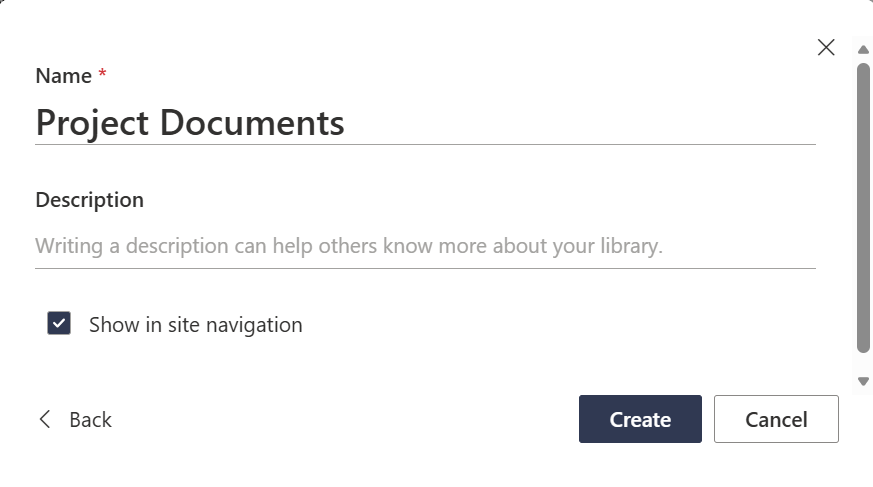 Name *
Project Documents
Description
Writing a description can help others know more about your library.
Show in site navigation
Back
Create
Cancel